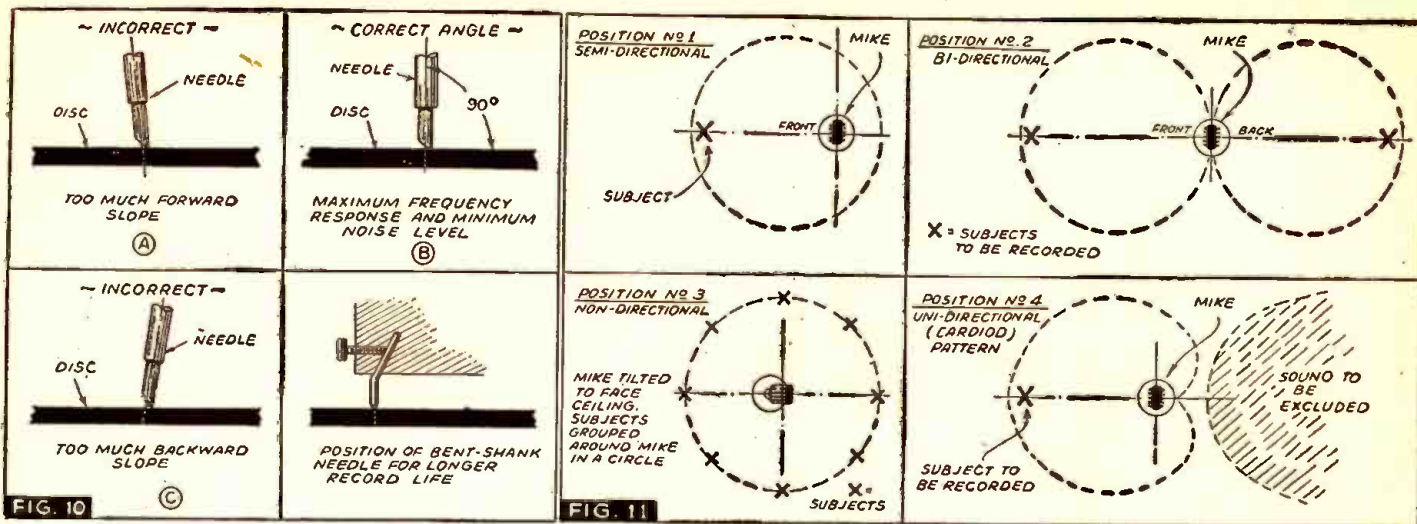 ~ INCORRECT ~
NEEDLE
DISC
TOO MUCH FORWARD
SLOPE
A
~ CORRECT ANGLE ~
NEEDLE
90°
DISC
MAXIMUM FREQUENCY
RESPONSE AND MINIMUM
NOISE LEVEL
B
~ INCORRECT ~
NEEDLE
DISC
TOO MUCH BACKWARD
SLOPE
C
POSITION OF BENT-SHANK
NEEDLE FOR LONGER
RECORD LIFE
FIG. 10
POSITION Nº 1
SEMI-DIRECTIONAL
MIKE
FRONT
SUBJECT
POSITION Nº. 2
BI-DIRECTIONAL
MIKE
FRONT BACK
X = SUBJECTS
TO BE RECORDED
POSITION Nº 3
NON-DIRECTIONAL
MIKE TILTED
TO FACE
CEILING.
SUBJECTS
GROUPED
AROUND MIKE
IN A CIRCLE
X =
SUBJECTS
POSITION Nº 4
UNI-DIRECTIONAL
(CARDIOD)
PATTERN
MIKE
SOUND TO
BE
EXCLUDED
SUBJECT TO
BE RECORDED
FIG. 11